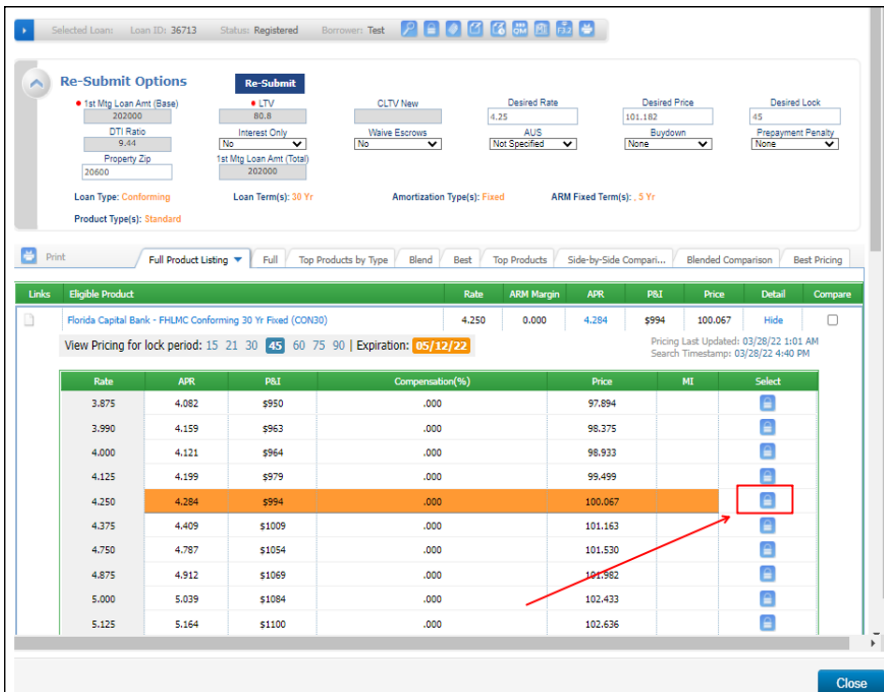 Selected Loan: Loan ID: 36713 Status: Registered Borrower: Test QM F3.2
Re-Submit Options Re-Submit
1st Mtg Loan Amt (Base) LTV CLTV New Desired Rate Desired Price Desired Lock
202000 80.8 4.25 101.182 45
DTI Ratio Interest Only Waive Escrows AUS Buydown Prepayment Penalty
9.44 No No Not Specified None None
Property Zip 1st Mtg Loan Amt (Total)
20600 202000
Loan Type: Conforming Loan Term(s): 30 Yr Amortization Type(s): Fixed ARM Fixed Term(s): , 5 Yr
Product Type(s): Standard
Print Full Product Listing Full Top Products by Type Blend Best Top Products Side-by-Side Compari... Blended Comparison Best Pricing
Links Eligible Product Rate ARM Margin APR P&I Price Detail Compare
Florida Capital Bank - FHLMC Conforming 30 Yr Fixed (CON30) 4.250 0.000 4.284 $994 100.067 Hide
View Pricing for lock period: 15 21 30 45 60 75 90 | Expiration: 05/12/22 Pricing Last Updated: 03/28/22 1:01 AM
Search Timestamp: 03/28/22 4:40 PM
Rate APR P&I Compensation(%) Price MI Select
3.875 4.082 $950 .000 97.894
3.990 4.159 $963 .000 98.375
4.000 4.121 $964 .000 98.933
4.125 4.199 $979 .000 99.499
4.250 4.284 $994 .000 100.067
4.375 4.409 $1009 .000 101.163
4.750 4.787 $1054 .000 101.530
4.875 4.912 $1069 .000 101.982
5.000 5.039 $1084 .000 102.433
5.125 5.164 $1100 .000 102.636
Close